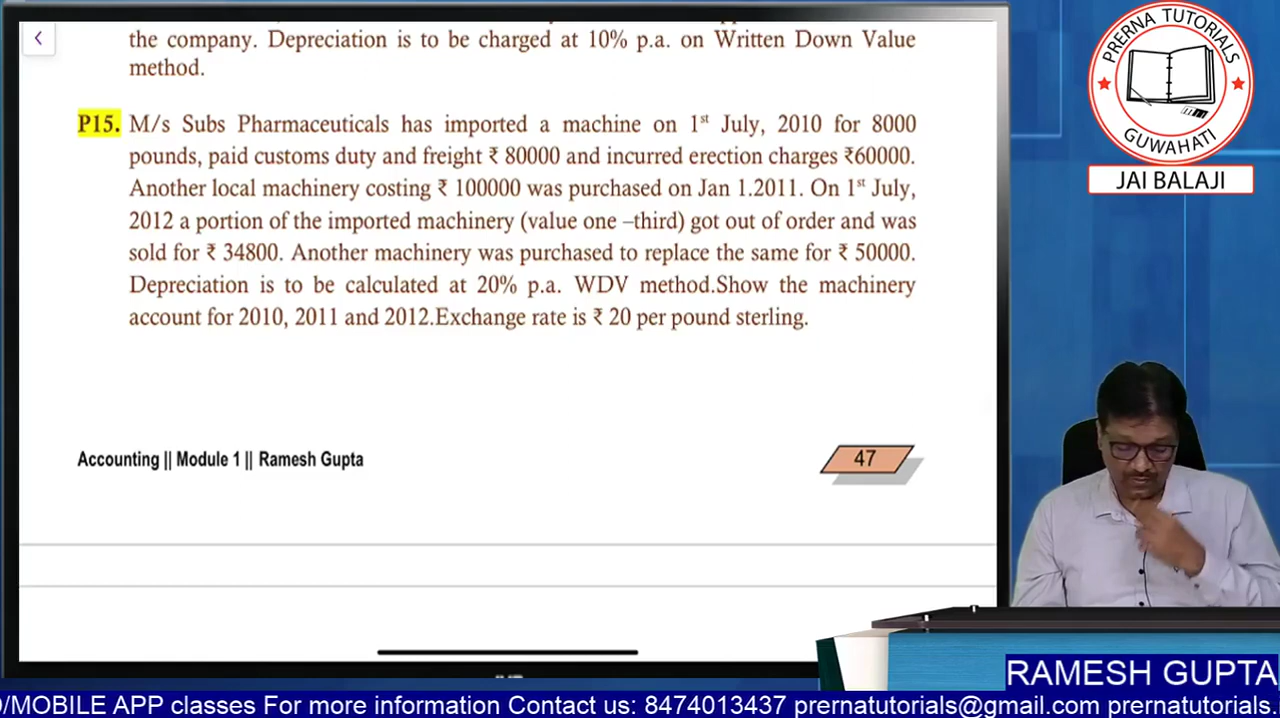 the company. Depreciation is to be charged at 10% p.a. on Written Down Value
method.
P15. M/s Subs Pharmaceuticals has imported a machine on 1st July, 2010 for 8000
pounds, paid customs duty and freight ₹ 80000 and incurred erection charges ₹60000.
Another local machinery costing ₹ 100000 was purchased on Jan 1.2011. On 1st July,
2012 a portion of the imported machinery (value one –third) got out of order and was
sold for ₹ 34800. Another machinery was purchased to replace the same for ₹ 50000.
Depreciation is to be calculated at 20% p.a. WDV method.Show the machinery
account for 2010, 2011 and 2012.Exchange rate is ₹ 20 per pound sterling.
Accounting || Module 1 || Ramesh Gupta
47
PRERNA TUTORIALS
GUWAHATI
JAI BALAJI
RAMESH GUPTA
/MOBILE APP classes For more information Contact us: 8474013437 prernatutorials@gmail.com prernatutorials.